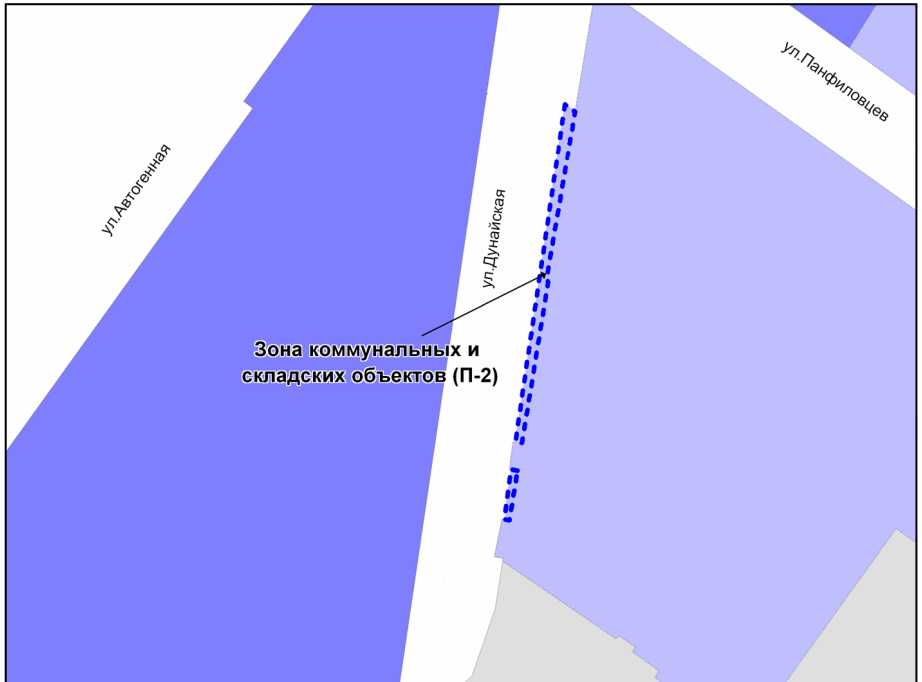 ул.Панфиловцев
ул.Автогенная
ул.Дунайская
Зона коммунальных и
складских объектов (П-2)